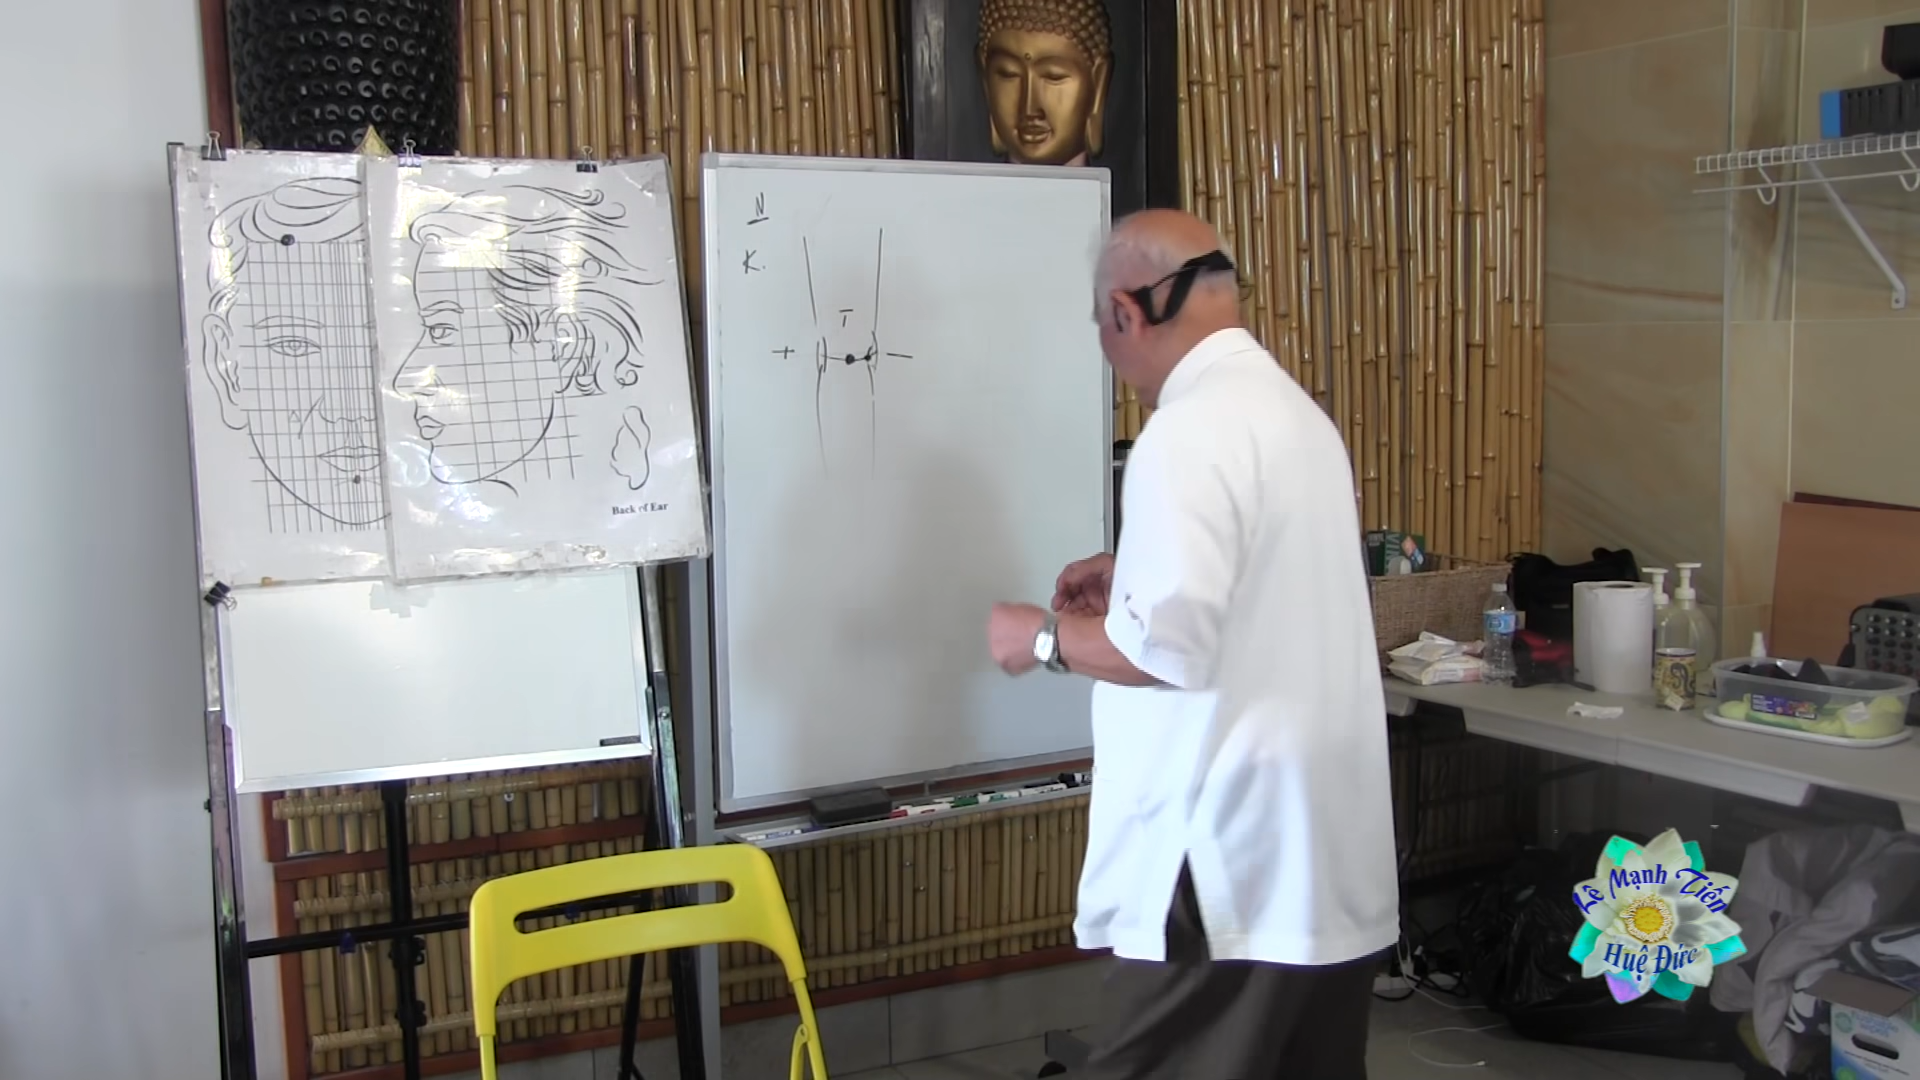 Back of Ear
N
K.
T
+ —
Lê Mạnh Tiến
Huệ Đức